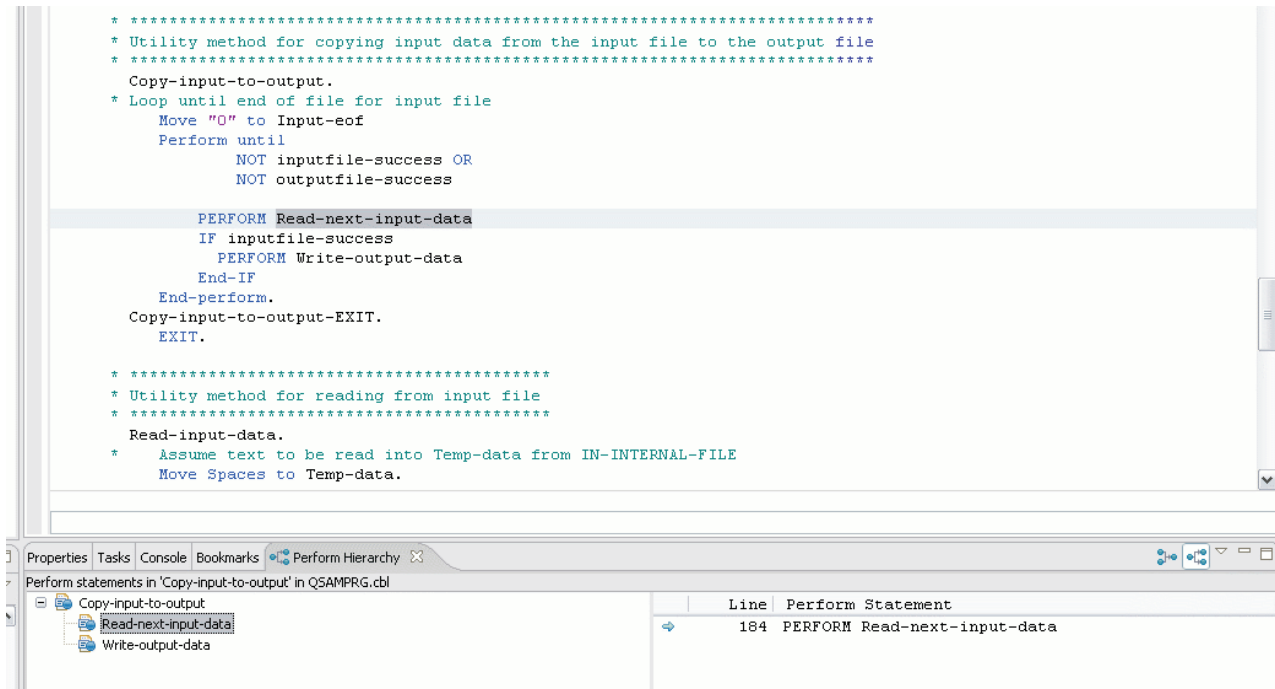 * ****************************************************************************
* Utility method for copying input data from the input file to the output file
* ****************************************************************************
Copy-input-to-output.
* Loop until end of file for input file
Move "0" to Input-eof
Perform until
NOT inputfile-success OR
NOT outputfile-success
PERFORM Read-next-input-data
IF inputfile-success
PERFORM Write-output-data
End-IF
End-perform.
Copy-input-to-output-EXIT.
EXIT.
* *******************************************
* Utility method for reading from input file
* *******************************************
Read-input-data.
* Assume text to be read into Temp-data from IN-INTERNAL-FILE
Move Spaces to Temp-data.
Properties Tasks Console Bookmarks Perform Hierarchy
Perform statements in 'Copy-input-to-output' in QSAMPRG.cbl
Copy-input-to-output
Read-next-input-data
Write-output-data
Line Perform Statement
184 PERFORM Read-next-input-data